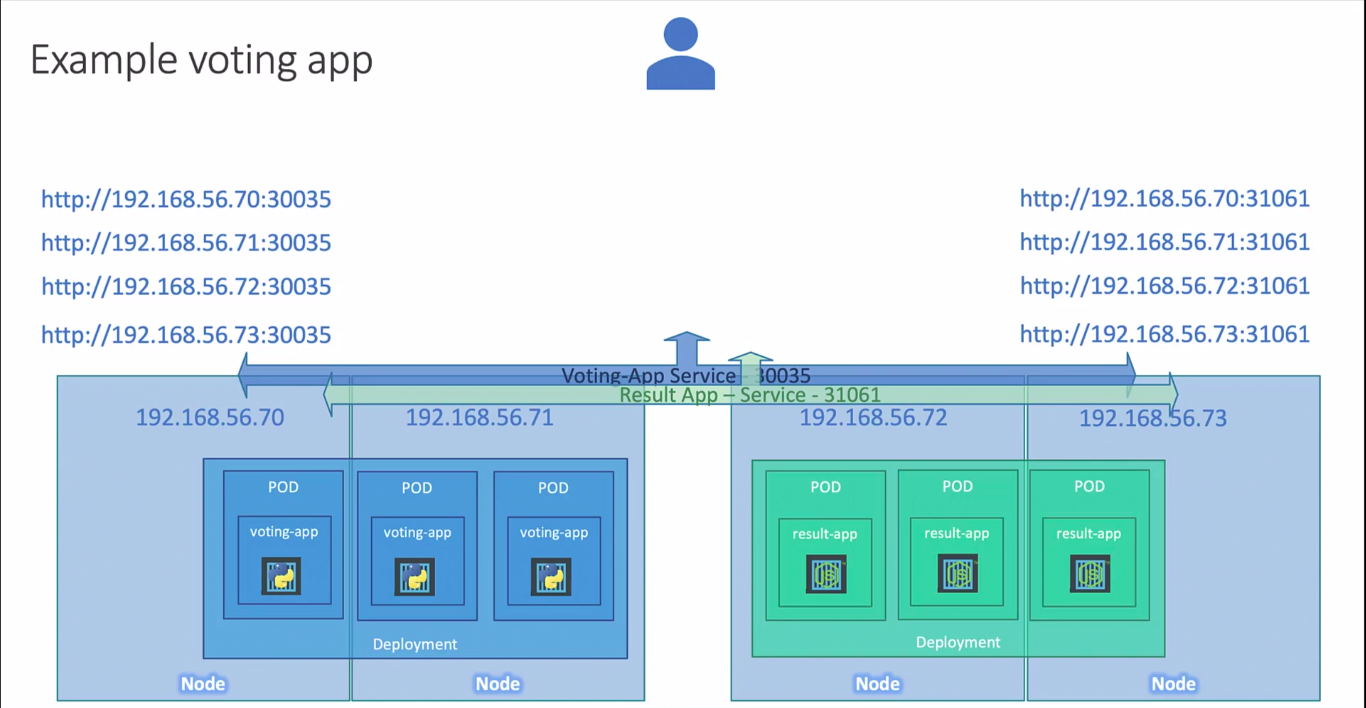 Example voting app
http://192.168.56.70:30035
http://192.168.56.71:30035
http://192.168.56.72:30035
http://192.168.56.73:30035
http://192.168.56.70:31061
http://192.168.56.71:31061
http://192.168.56.72:31061
http://192.168.56.73:31061
Voting-App Service - 30035
Result App – Service - 31061
192.168.56.70
192.168.56.71
192.168.56.72
192.168.56.73
POD
voting-app
POD
voting-app
POD
voting-app
Deployment
POD
result-app
JS
POD
result-app
JS
POD
result-app
JS
Deployment
Node
Node
Node
Node